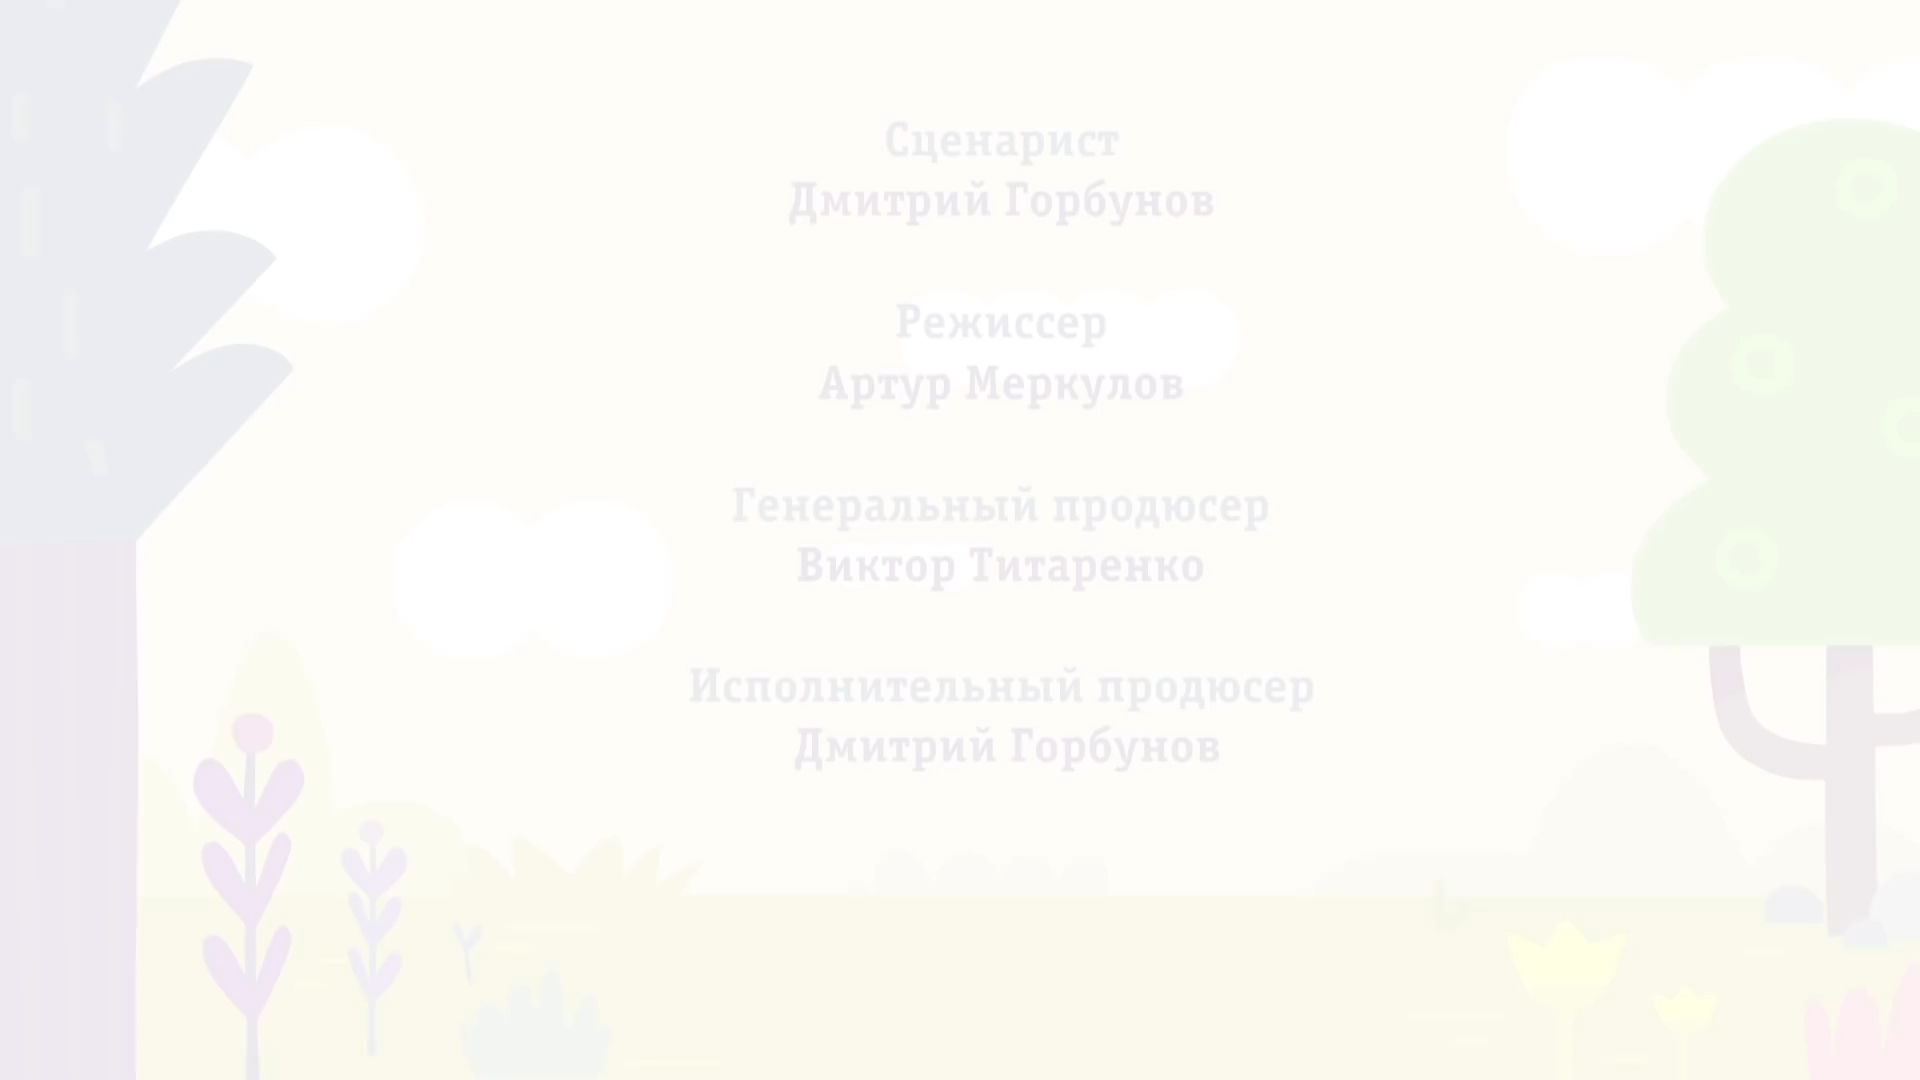 Сценарист
Дмитрий Горбунов
Режиссер
Артур Меркулов
Генеральный продюсер
Виктор Титаренко
Исполнительный продюсер
Дмитрий Горбунов